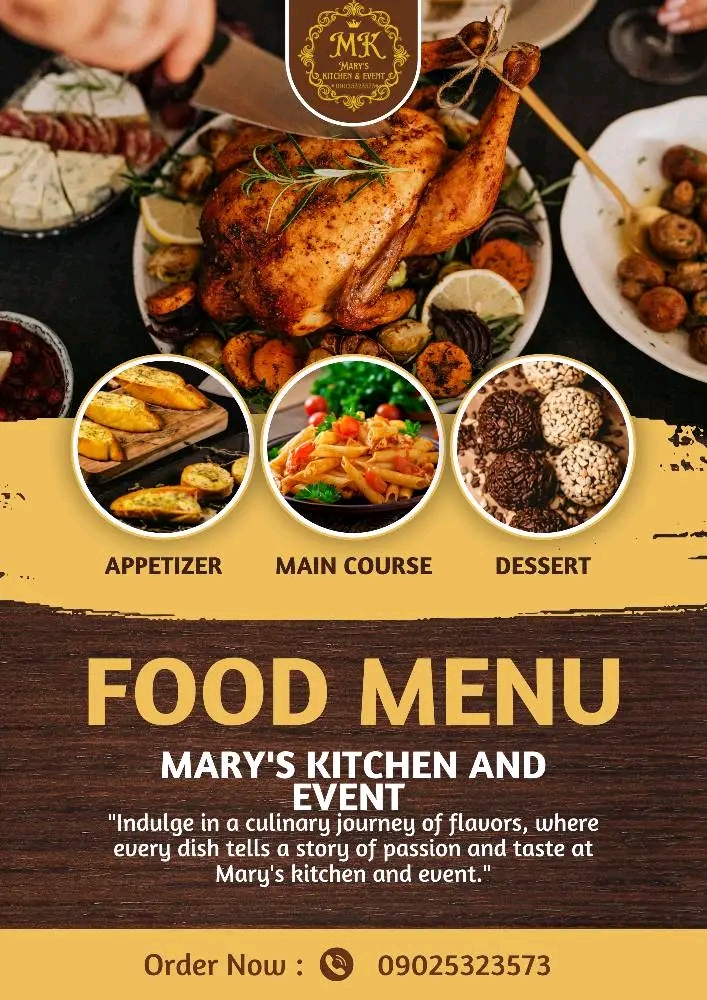 MK
MARY'S
KITCHEN & EVENT
APPETIZER MAIN COURSE DESSERT
FOOD MENU
MARY'S KITCHEN AND
EVENT
"Indulge in a culinary journey of flavors, where
every dish tells a story of passion and taste at
Mary's kitchen and event."
Order Now : 09025323573